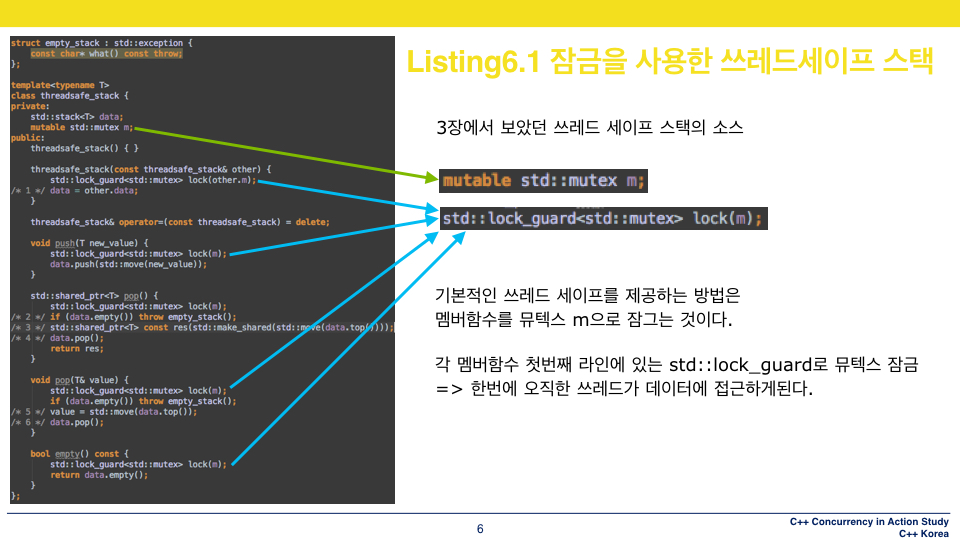 struct empty_stack : std::exception {
    const char* what() const throw;
};
template<typename T>
class threadsafe_stack {
private:
    std::stack<T> data;
    mutable std::mutex m;
public:
    threadsafe_stack() { }
    threadsafe_stack(const threadsafe_stack& other) {
        std::lock_guard<std::mutex> lock(other.m);
/* 1 */ data = other.data;
    }
    threadsafe_stack& operator=(const threadsafe_stack) = delete;
    void push(T new_value) {
        std::lock_guard<std::mutex> lock(m);
        data.push(std::move(new_value));
    }
    std::shared_ptr<T> pop() {
        std::lock_guard<std::mutex> lock(m);
/* 2 */ if (data.empty()) throw empty_stack();
/* 3 */ std::shared_ptr<T> const res(std::make_shared(std::move(data.top())));
/* 4 */ data.pop();
        return res;
    }
    void pop(T& value) {
        std::lock_guard<std::mutex> lock(m);
        if (data.empty()) throw empty_stack();
/* 5 */ value = std::move(data.top());
/* 6 */ data.pop();
    }
    bool empty() const {
        std::lock_guard<std::mutex> lock(m);
        return data.empty();
    }
};
Listing6.1 잠금을 사용한 쓰레드세이프 스택
3장에서 보았던 쓰레드 세이프 스택의 소스
mutable std::mutex m;
std::lock_guard<std::mutex> lock(m);
기본적인 쓰레드 세이프를 제공하는 방법은
멤버함수를 뮤텍스 m으로 잠그는 것이다.
각 멤버함수 첫번째 라인에 있는 std::lock_guard로 뮤텍스 잠금
=> 한번에 오직한 쓰레드가 데이터에 접근하게된다.
6
C++ Concurrency in Action Study
C++ Korea